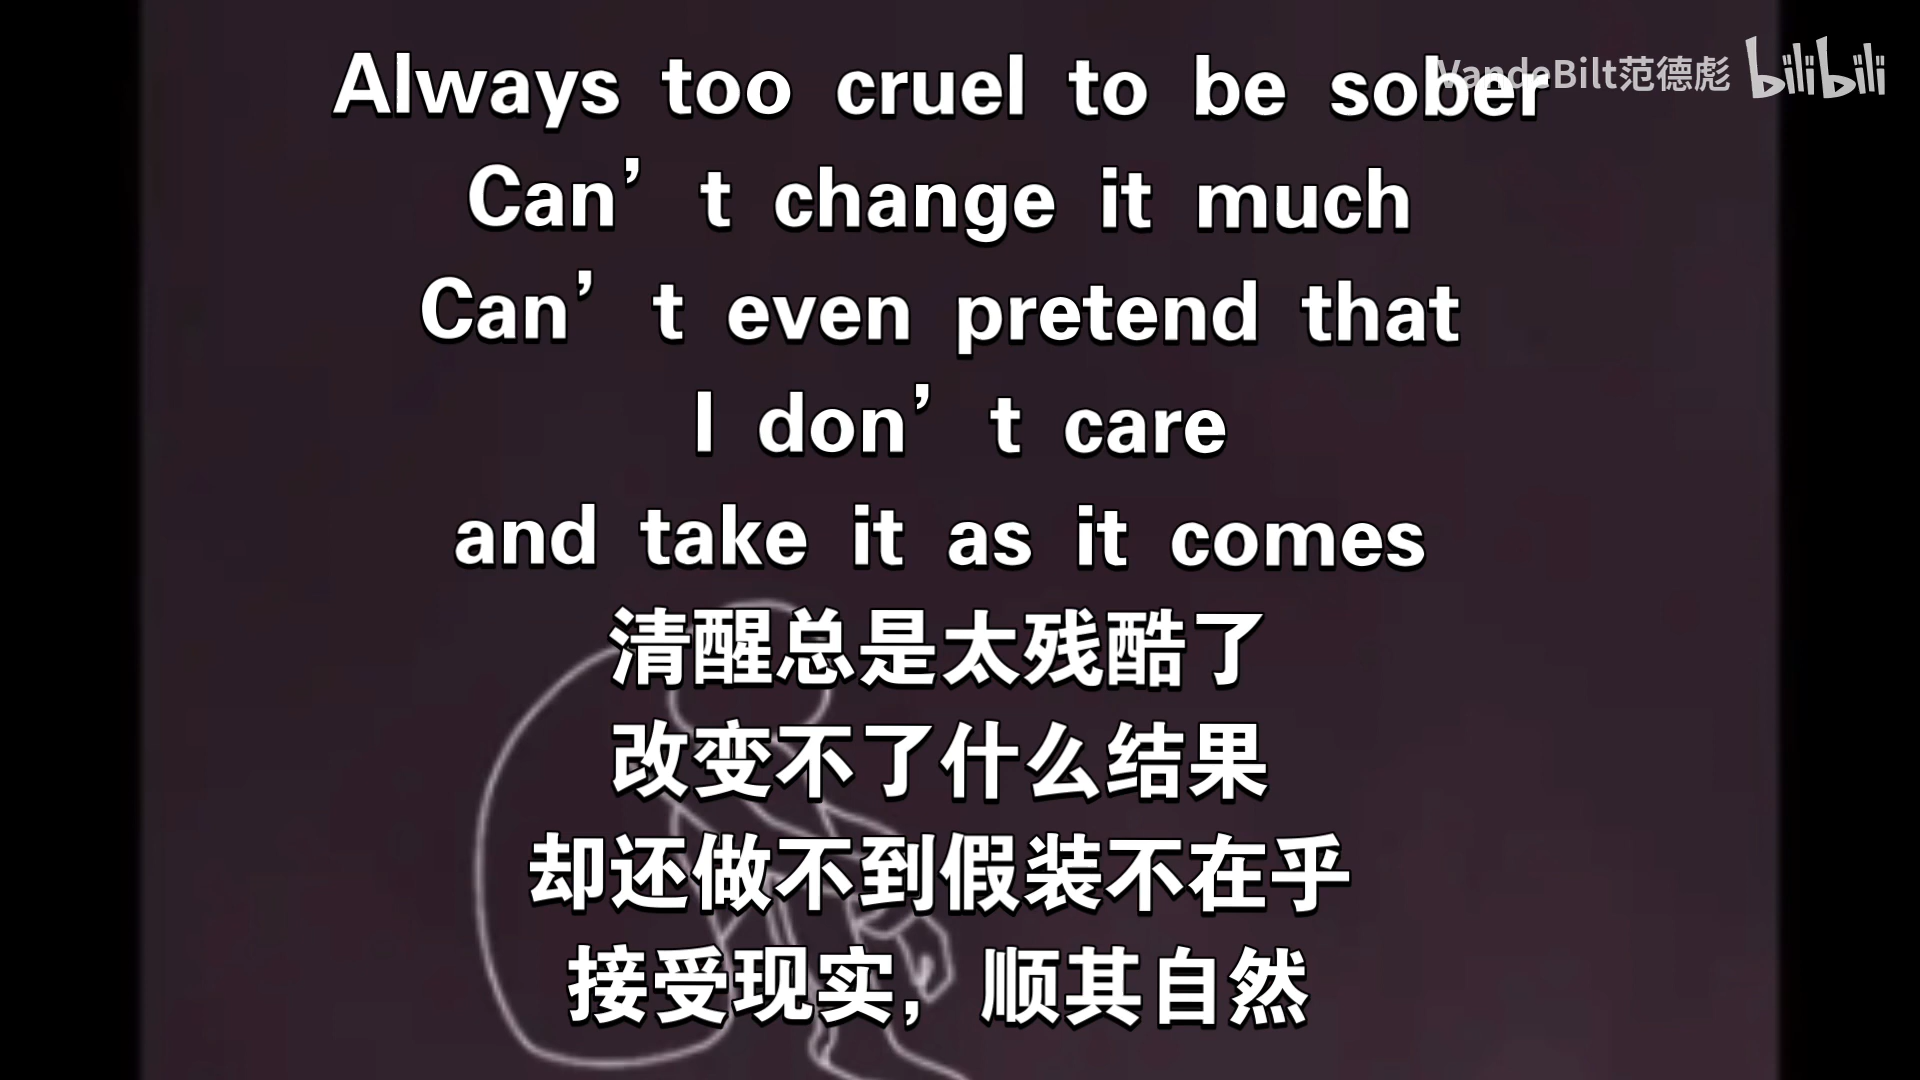 Always too cruel to be sober
VandeBilt范德彪 bilibili
Can’t change it much
Can’t even pretend that
I don’t care
and take it as it comes
清醒总是太残酷了
改变不了什么结果
却还做不到假装不在乎
接受现实，顺其自然